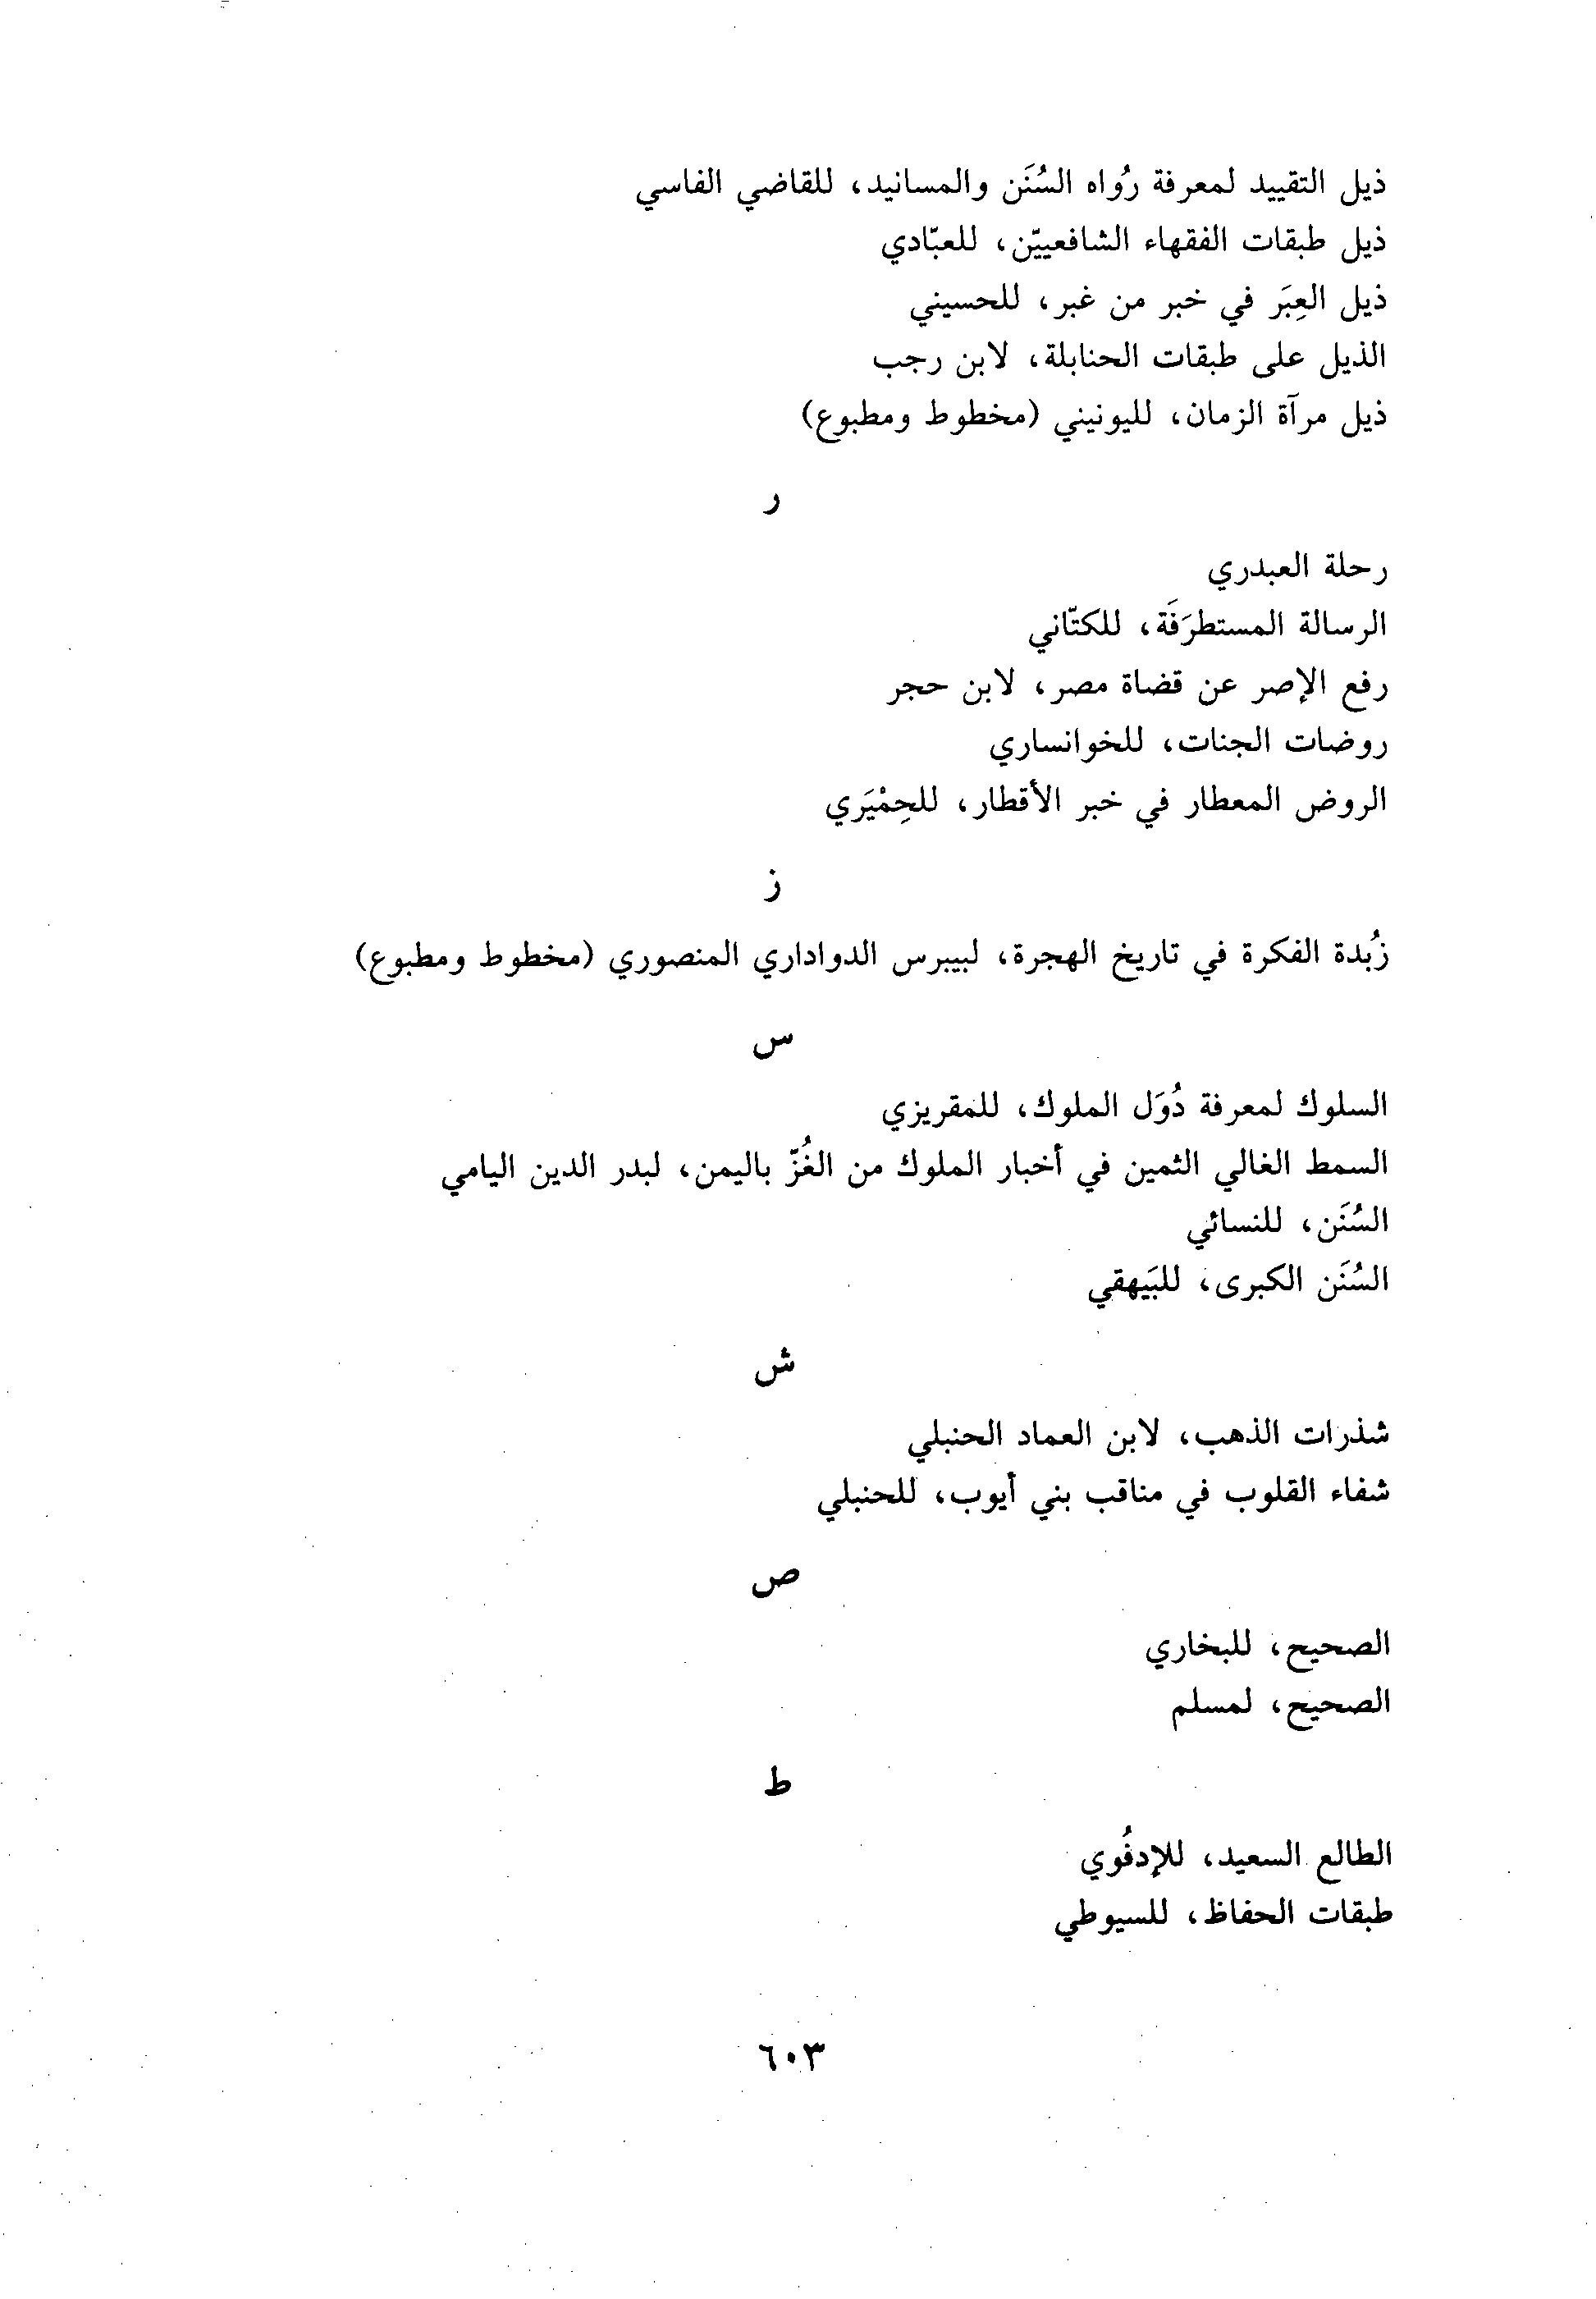 ذيل التقييد لمعرفة رُواه السُنَن والمسانيد، للقاضي الفاسي
ذيل طبقات الفقهاء الشافعييّن، للعبّادي
ذيل العِبَر في خبر من غبر، للحسيني
الذيل على طبقات الحنابلة، لابن رجب
ذيل مرآة الزمان، لليونيني (مخطوط ومطبوع)
ر
رحلة العبدري
الرسالة المستطرَفَة، للكتّاني
رفع الإصر عن قضاة مصر، لابن حجر
روضات الجنات، للخوانساري
الروض المعطار في خبر الأقطار، للحِمْيَري
ز
زُبدة الفكرة في تاريخ الهجرة، لبيبرس الدواداري المنصوري (مخطوط ومطبوع)
س
السلوك لمعرفة دُوَل الملوك، للمقريزي
السمط الغالي الثمين في أخبار الملوك من الغُزّ باليمن، لبدر الدين اليامي
السُنَن، للنسائي
السُنَن الكبرى، للبَيهقي
ش
شذرات الذهب، لابن العماد الحنبلي
شفاء القلوب في مناقب بني أيوب، للحنبلي
ص
الصحيح، للبخاري
الصحيح، لمسلم
ط
الطالع السعيد، للإدفُوي
طبقات الحفاظ، للسيوطي
٦٠٣